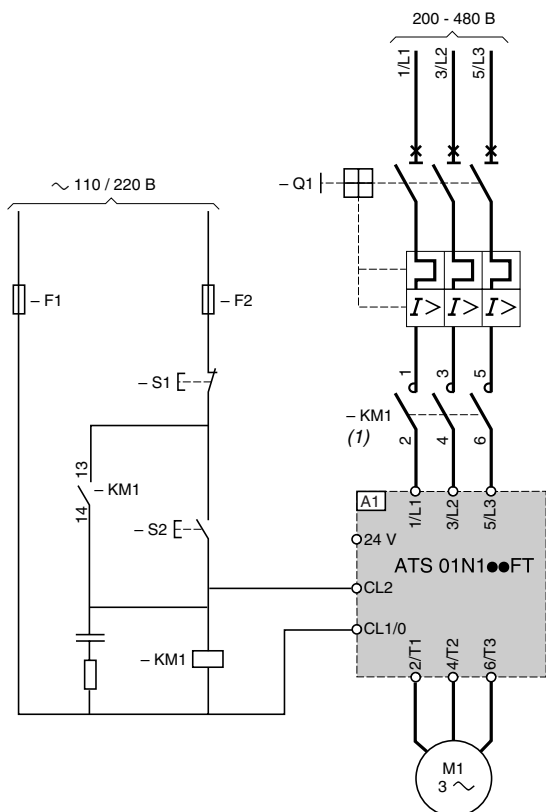 200 - 480 В
1/L1
3/L2
5/L3
∼ 110 / 220 В
– Q1
– F1
– F2
I >
I >
I >
– S1
1
3
5
– KM1
(1)
2
4
6
13
14
– KM1
– S2
A1
1/L1
3/L2
5/L3
24 V
ATS 01N1●●FT
CL2
CL1/0
– KM1
2/T1
4/T2
6/T3
M1
3 ∼